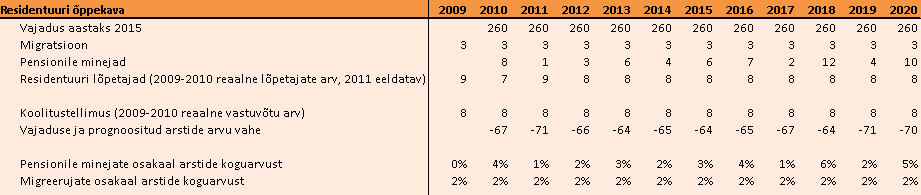 Residentuuri õppekava 2009 2010 2011 2012 2013 2014 2015 2016 2017 2018 2019 2020
Vajadus aastaks 2015 260 260 260 260 260 260 260 260 260 260 260
Migratsioon 3 3 3 3 3 3 3 3 3 3 3 3
Pensionile minejad 8 1 3 6 4 6 7 2 12 4 10
Residentuuri lõpetajad (2009-2010 reaalne lõpetajate arv, 2011 eeldatav) 9 7 9 8 8 8 8 8 8 8 8 8
Koolitustellimus (2009-2010 reaalne vastuvõtu arv) 8 8 8 8 8 8 8 8 8 8 8 8
Vajaduse ja prognoositud arstide arvu vahe -67 -71 -66 -64 -65 -64 -65 -67 -64 -71 -70
Pensionile minejate osakaal arstide koguarvust 0% 4% 1% 2% 3% 2% 3% 4% 1% 6% 2% 5%
Migreerujate osakaal arstide koguarvust 2% 2% 2% 2% 2% 2% 2% 2% 2% 2% 2% 2%